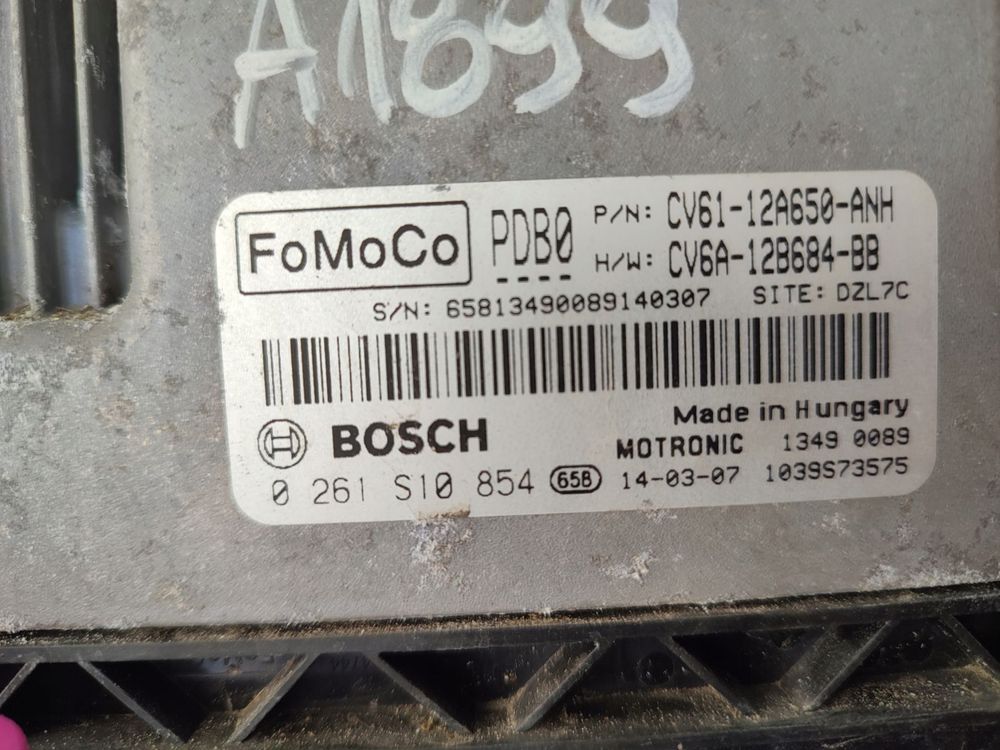 A1899
FoMoCo PDB0 P/N: CV61-12A650-ANH
H/W: CV6A-12B684-BB
S/N: 65813490089140307 SITE: DZL7C
BOSCH Made in Hungary
MOTRONIC 1349 0089
0 261 S10 854 65B 14-03-07 1039S73575